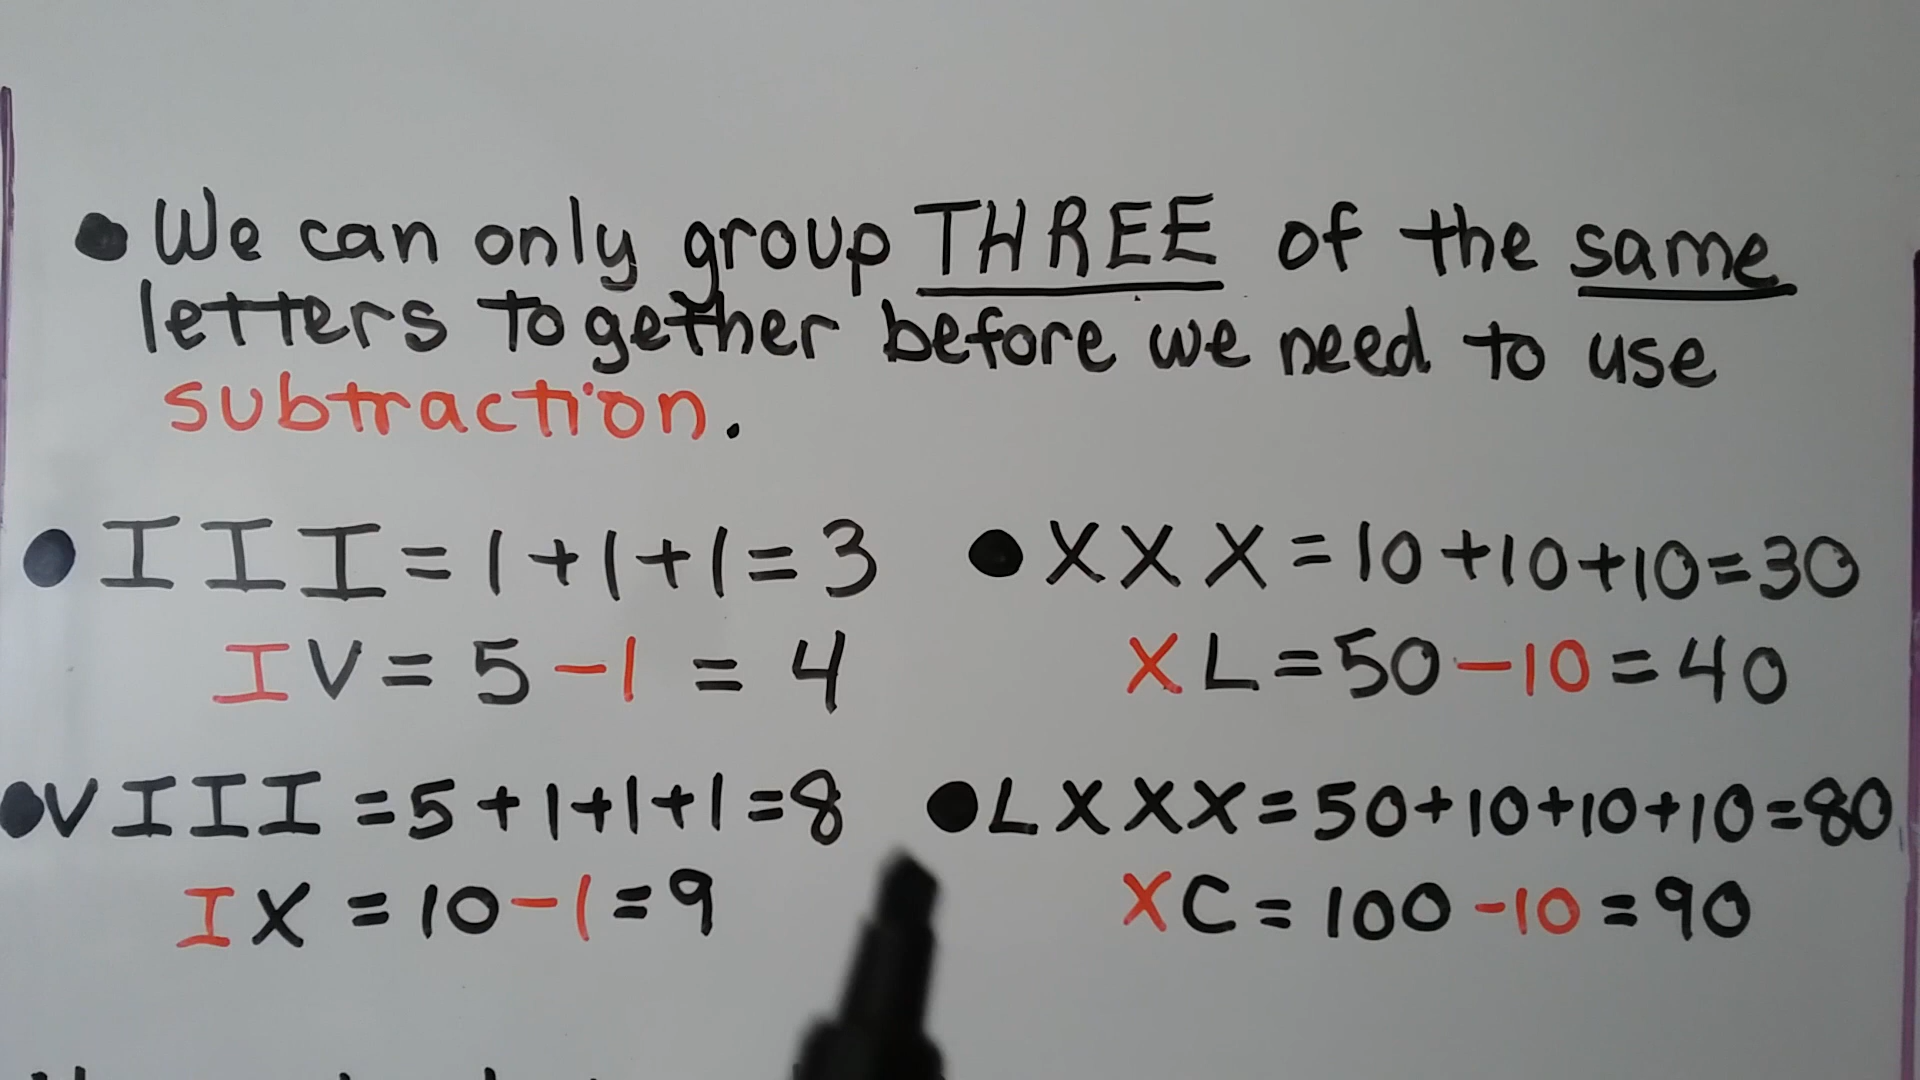 • We can only group THREE of the same
letters together before we need to use
subtraction.
• III = 1+1+1=3
IV = 5-1 = 4
• VIII = 5+1+1+1=8
IX = 10-1=9
• XXX = 10+10+10=30
XL = 50-10=40
• LXXX = 50+10+10+10=80
XC = 100-10=90